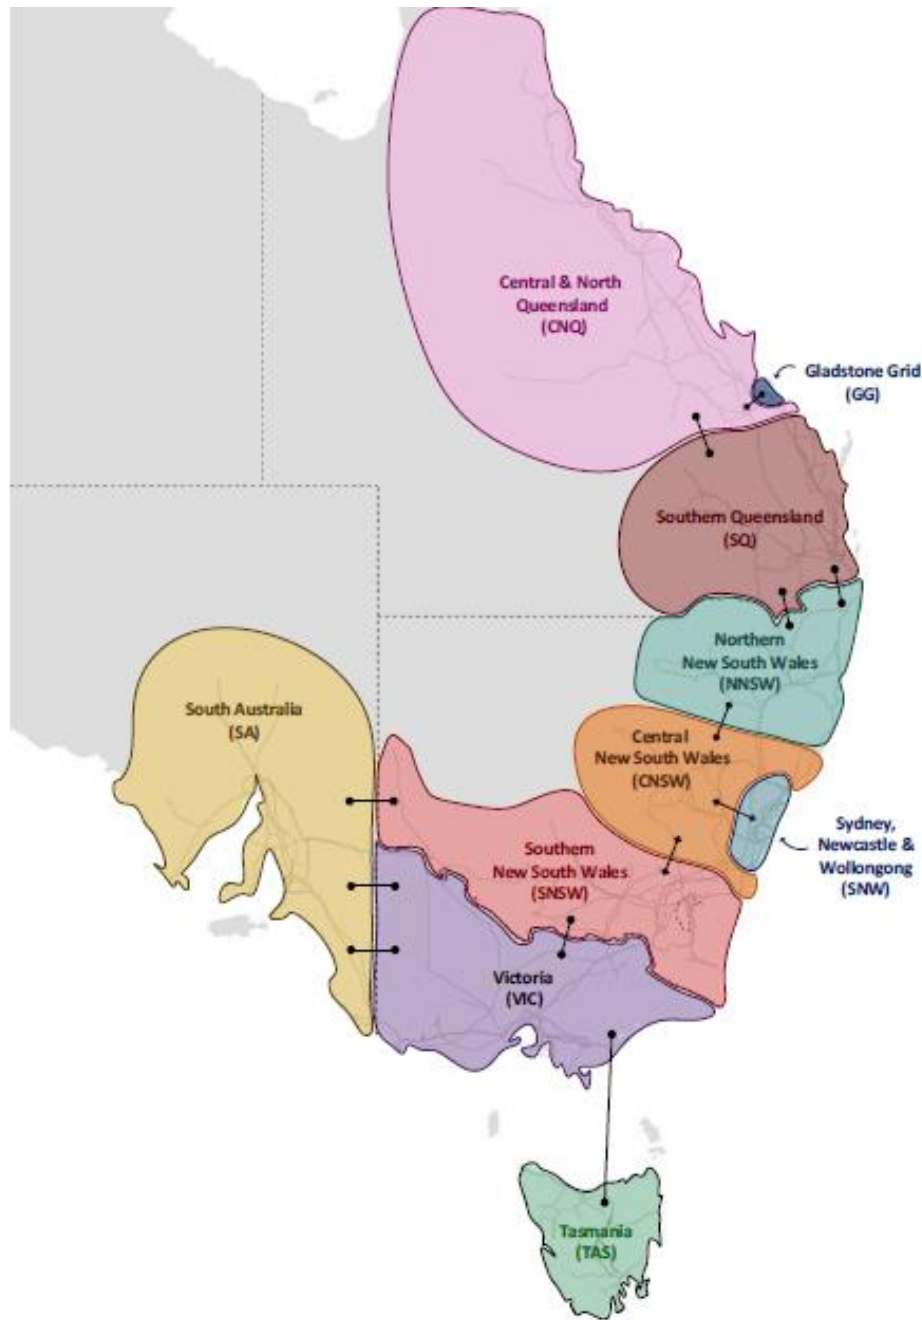 Central & North
Queensland
(CNQ)
Gladstone Grid
(GG)
Southern Queensland
(SQ)
Northern
New South Wales
(NNSW)
South Australia
(SA)
Central
New South Wales
(CNSW)
Sydney,
Newcastle &
Wollongong
(SNW)
Southern
New South Wales
(SNSW)
Victoria
(VIC)
Tasmania
(TAS)